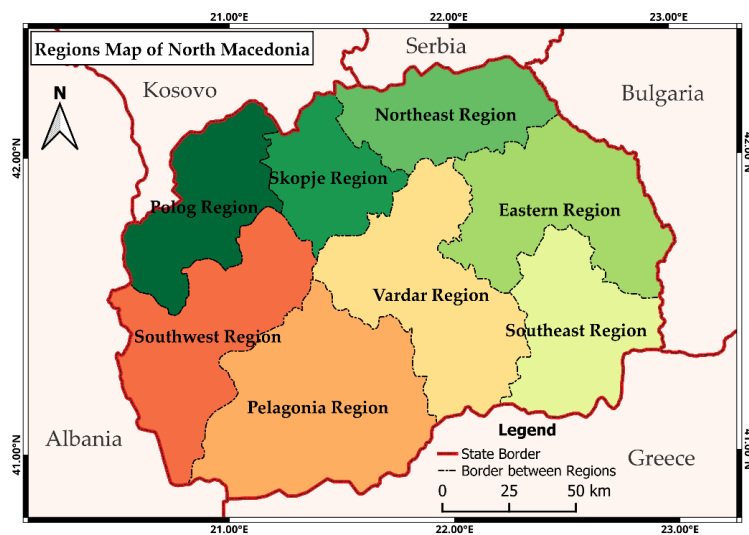 21.00°E 22.00°E 23.00°E
Regions Map of North Macedonia
Serbia
Kosovo
Bulgaria
N
Northeast Region
42.00°N
42.00°N
Skopje Region
Polog Region
Eastern Region
Vardar Region
Southwest Region
Southeast Region
Pelagonia Region
Legend
Albania
State Border
41.00°N
Greece
Border between Regions
0 25 50 km
21.00°E 22.00°E 23.00°E